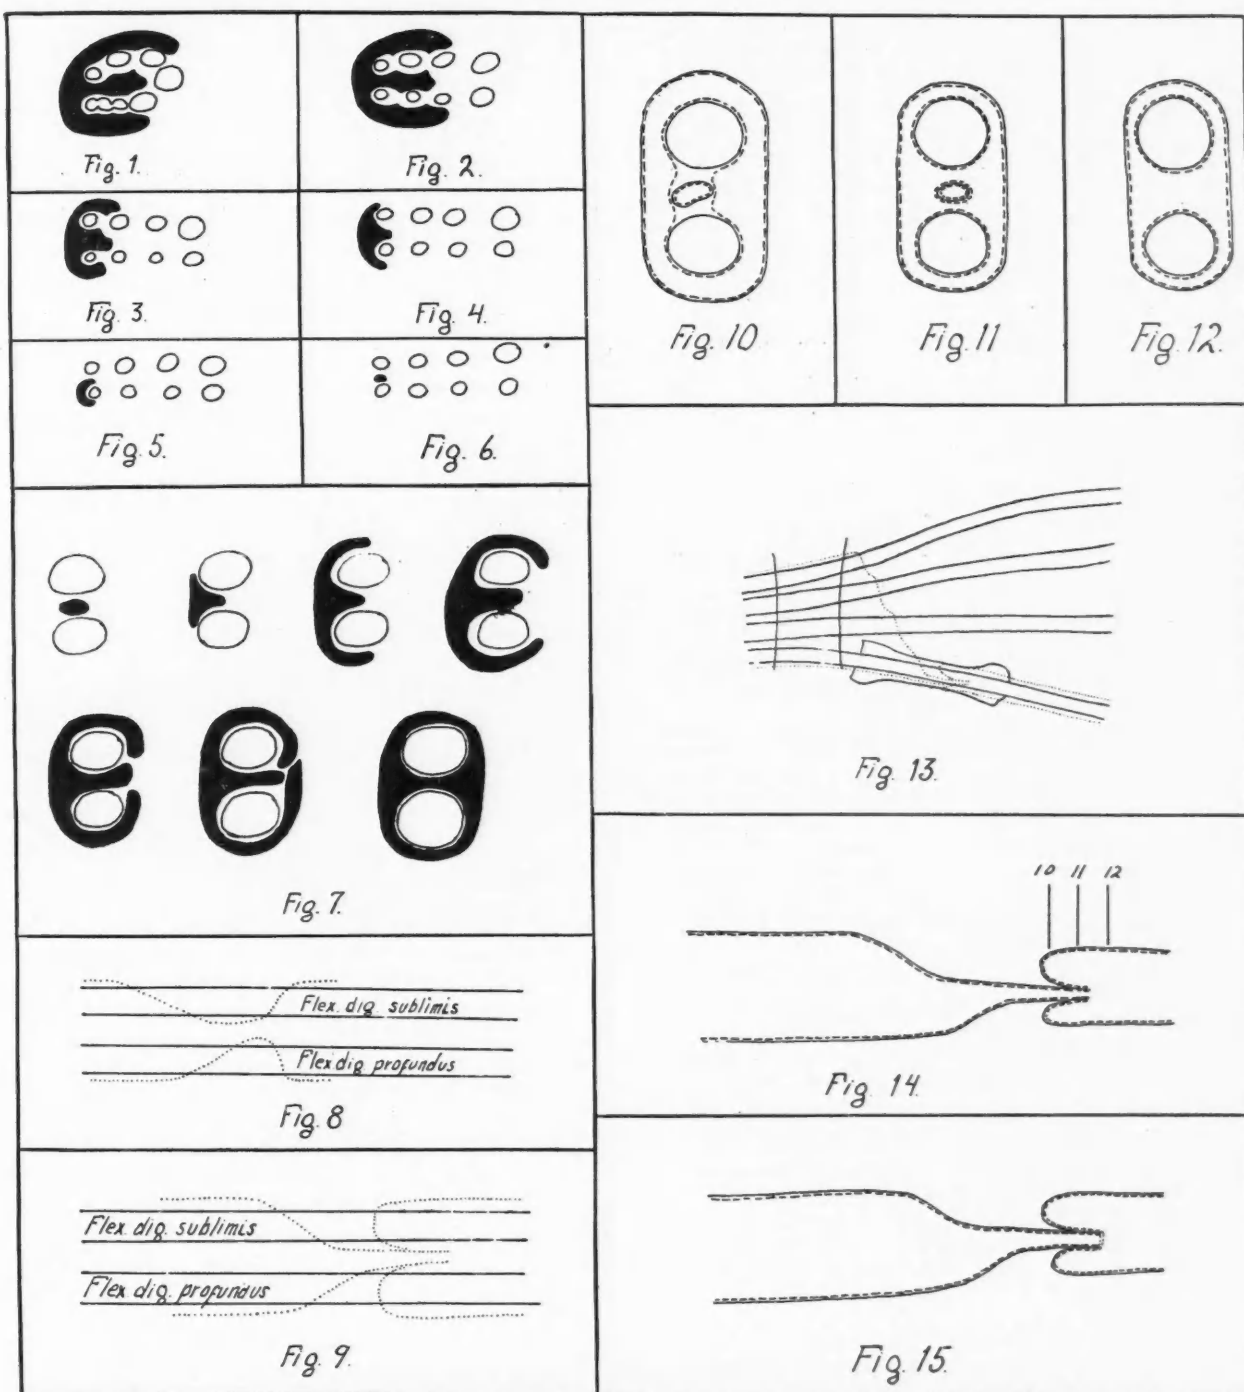 Fig. 1.
Fig. 2.
Fig. 3.
Fig. 4.
Fig. 5.
Fig. 6.
Fig. 7.
Flex. dig. sublimis
Flex. dig. profundus
Fig. 8
Flex. dig. sublimis
Flex. dig. profundus
Fig. 9.
Fig. 10
Fig. 11
Fig. 12.
Fig. 13.
10 11 12
Fig. 14.
Fig. 15.